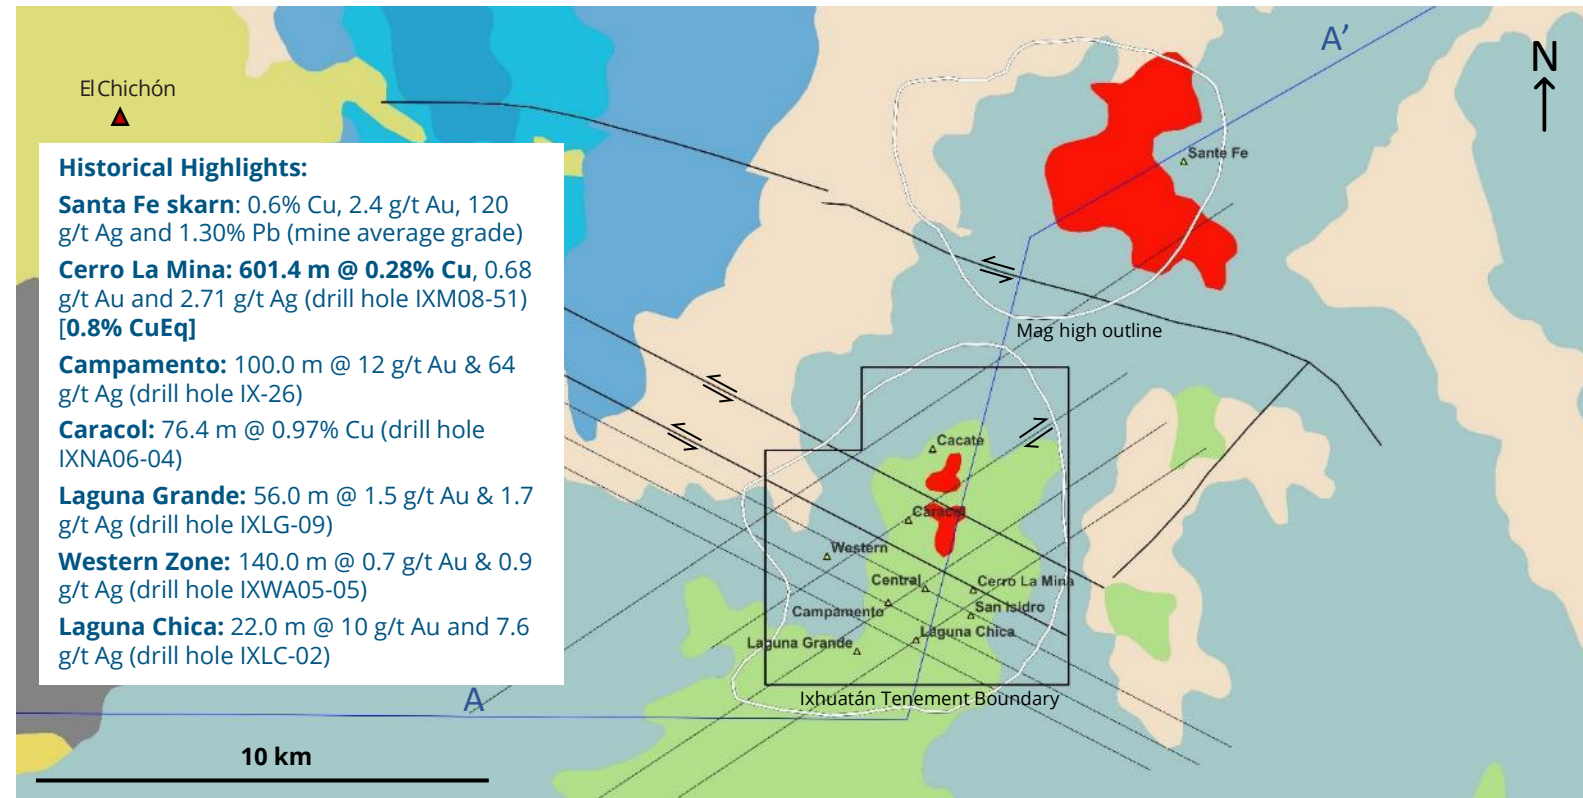 A’
N
El Chichón
Historical Highlights:
Santa Fe skarn: 0.6% Cu, 2.4 g/t Au, 120
g/t Ag and 1.30% Pb (mine average grade)
Cerro La Mina: 601.4 m @ 0.28% Cu, 0.68
g/t Au and 2.71 g/t Ag (drill hole IXM08-51)
[0.8% CuEq]
Campamento: 100.0 m @ 12 g/t Au & 64
g/t Ag (drill hole IX-26)
Caracol: 76.4 m @ 0.97% Cu (drill hole
IXNA06-04)
Laguna Grande: 56.0 m @ 1.5 g/t Au & 1.7
g/t Ag (drill hole IXLG-09)
Western Zone: 140.0 m @ 0.7 g/t Au & 0.9
g/t Ag (drill hole IXWA05-05)
Laguna Chica: 22.0 m @ 10 g/t Au and 7.6
g/t Ag (drill hole IXLC-02)
Sante Fe
Mag high outline
Cacate
Caracol
Western
Central
Cerro La Mina
Campamento
San Isidro
Laguna Chica
Laguna Grande
Ixhuatán Tenement Boundary
A
10 km